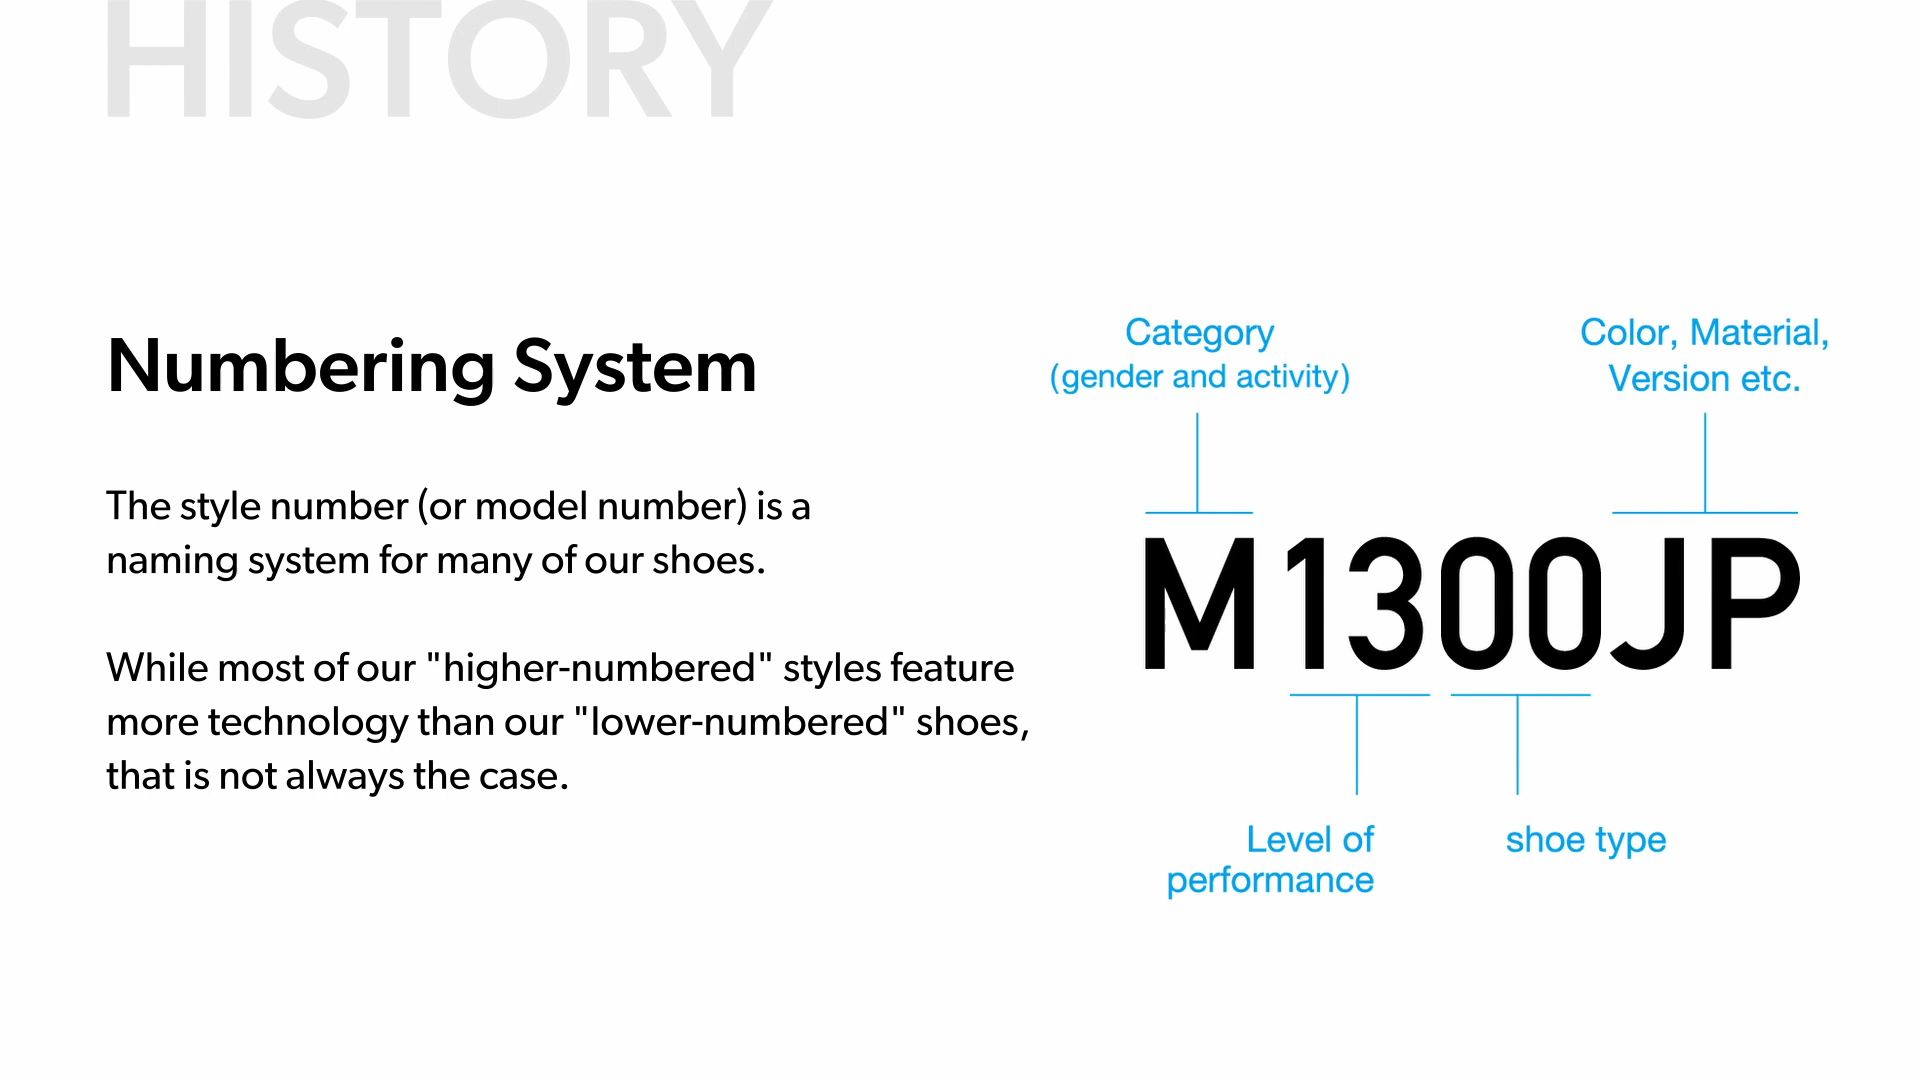 HISTORY
Numbering System
The style number (or model number) is a
naming system for many of our shoes.
While most of our "higher-numbered" styles feature
more technology than our "lower-numbered" shoes,
that is not always the case.
Category
(gender and activity)
Color, Material,
Version etc.
M1300JP
Level of
performance
shoe type